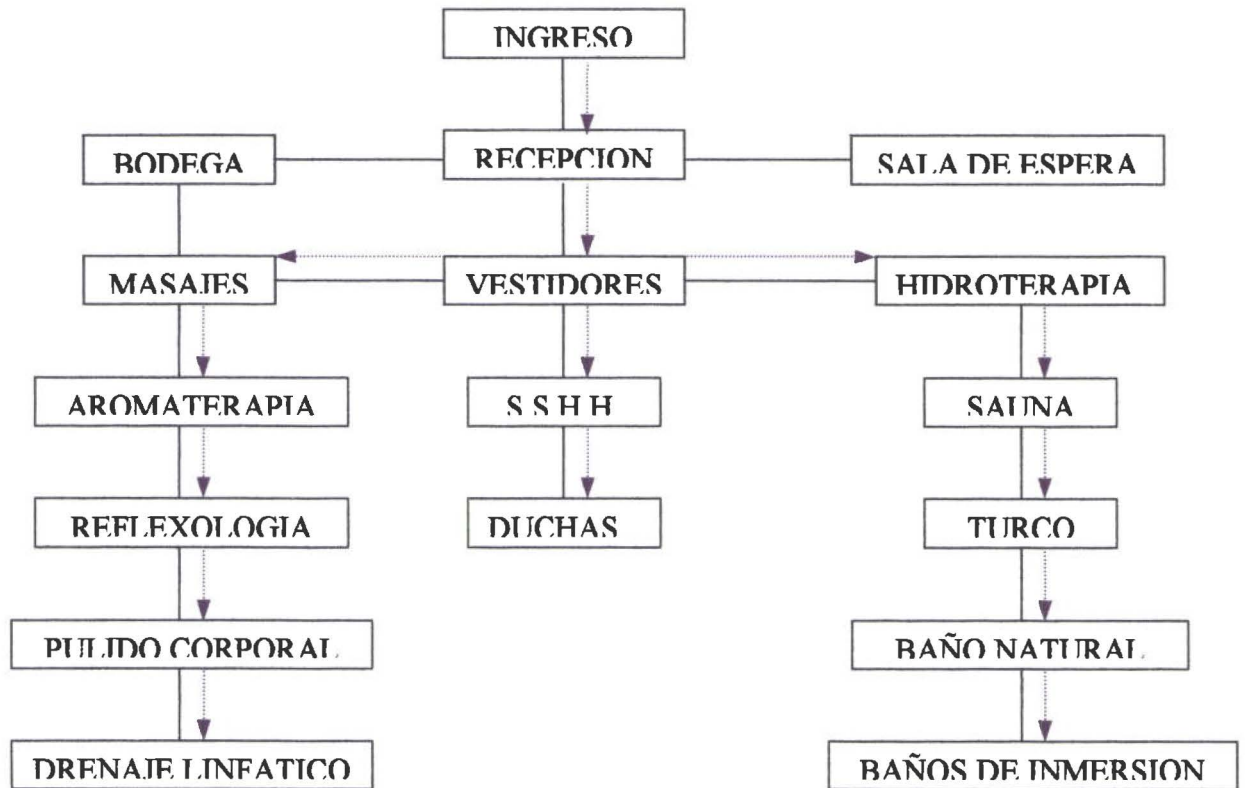 INGRESO
BODEGA
RECEPCION
SALA DE ESPERA
MASAJES
VESTIDORES
HIDROTERAPIA
AROMATERAPIA
S S H H
SAUNA
REFLEXOLOGIA
DUCHAS
TURCO
PULIDO CORPORAL
BAÑO NATURAL
DRENAJE LINFATICO
BAÑOS DE INMERSION